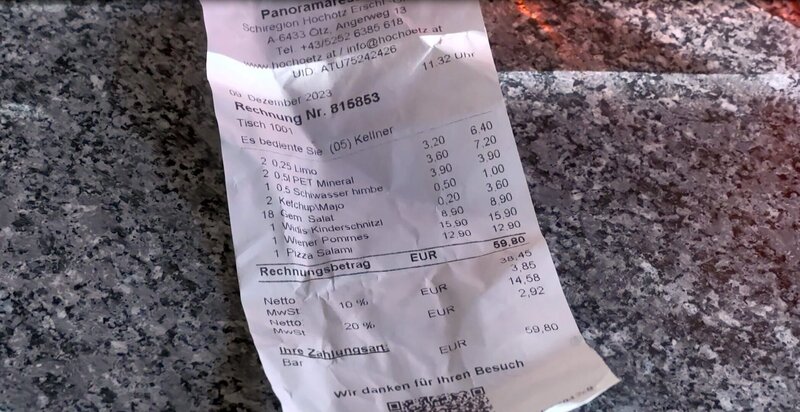 Panoramares
Schiregion Hochötz Erschl
A-6433 Ötz, Angerweg 13
Tel. +43/5252 6385 618
www.hochoetz.at / info@hochoetz.at
UID. ATU75242426
09. Dezember 2023 11.32 Uhr
Rechnung Nr. 815853
Tisch 1001
Es bediente Sie (05) Kellner
2 0,25 Limo 3.20 6.40
2 0,5l PET Mineral 3.60 7.20
1 0.5 Schiwasser himbe 3.90 3.90
2 Ketchup\Majo 0.50 1.00
18 Gem. Salat 0.20 3.60
1 Widis Kinderschnitzl 8.90 8.90
1 Wiener Pommes 15.90 15.90
1 Pizza Salami 12.90 12.90
Rechnungsbetrag EUR 59,80
Netto 38,45
MwSt 10 % EUR 3,85
Netto 14,58
MwSt. 20 % EUR 2,92
Ihre Zahlungsart.
Bar EUR 59,80
Wir danken für Ihren Besuch